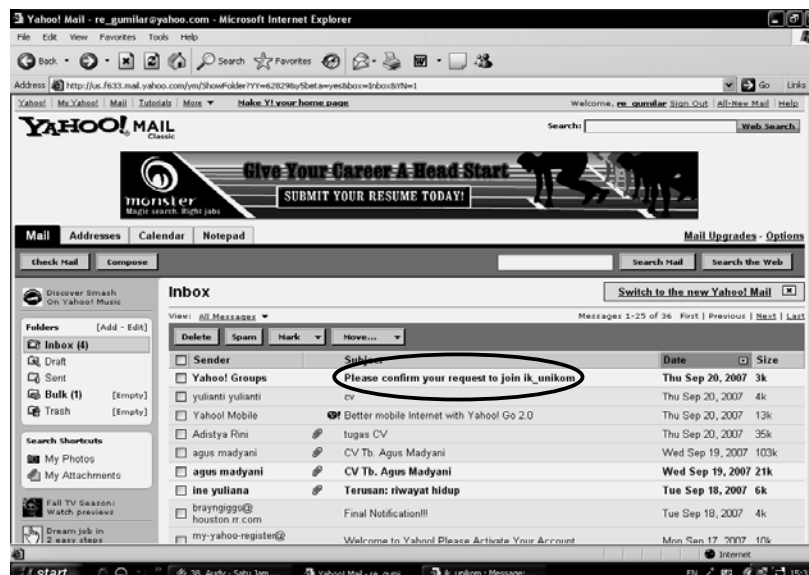 Yahoo! Mail - re_gumilar@yahoo.com - Microsoft Internet Explorer
File Edit View Favorites Tools Help
Back Search Favorites
Address http://us.f633.mail.yahoo.com/ym/ShowFolder?YY=62829&y5beta=yes&box=Inbox&YN=1 Go Links
Yahoo! My Yahoo! Mail Tutorials More Make Y! your home page Welcome, re_gumilar Sign Out All-New Mail Help
YAHOO! MAIL Classic Search: Web Search
monster Magic search. Right jobs
Give Your Career A Head Start
SUBMIT YOUR RESUME TODAY!
Mail Addresses Calendar Notepad Mail Upgrades - Options
Check Mail Compose Search Mail Search the Web
Discover Smash On Yahoo! Music
Folders [Add - Edit]
Inbox (4)
Draft
Sent
Bulk (1) [Empty]
Trash [Empty]
Search Shortcuts
My Photos
My Attachments
Fall TV Season: Watch previews
Dream job in 2 easy steps
Inbox Switch to the new Yahoo! Mail
View: All Messages Messages 1-25 of 36 First | Previous | Next | Last
Delete Spam Mark Move...
Sender Subject Date Size
Yahoo! Groups Please confirm your request to join ik_unikom Thu Sep 20, 2007 3k
yulianti yulianti cv Thu Sep 20, 2007 4k
Yahoo! Mobile Better mobile Internet with Yahoo! Go 2.0 Thu Sep 20, 2007 13k
Adistya Rini tugas CV Thu Sep 20, 2007 35k
agus madyani CV Tb. Agus Madyani Wed Sep 19, 2007 103k
agus madyani CV Tb. Agus Madyani Wed Sep 19, 2007 21k
ine yuliana Terusan: riwayat hidup Tue Sep 18, 2007 6k
brayngiggs@houston.rr.com Final Notification!!! Tue Sep 18, 2007 4k
my-yahoo-register@ Welcome to Yahoo! Please Activate Your Account Mon Sep 17, 2007 10k
Internet
start 38. Audy - Satu Jam ... Yahoo! Mail - re_gumi... ik_unikom : Message... EN